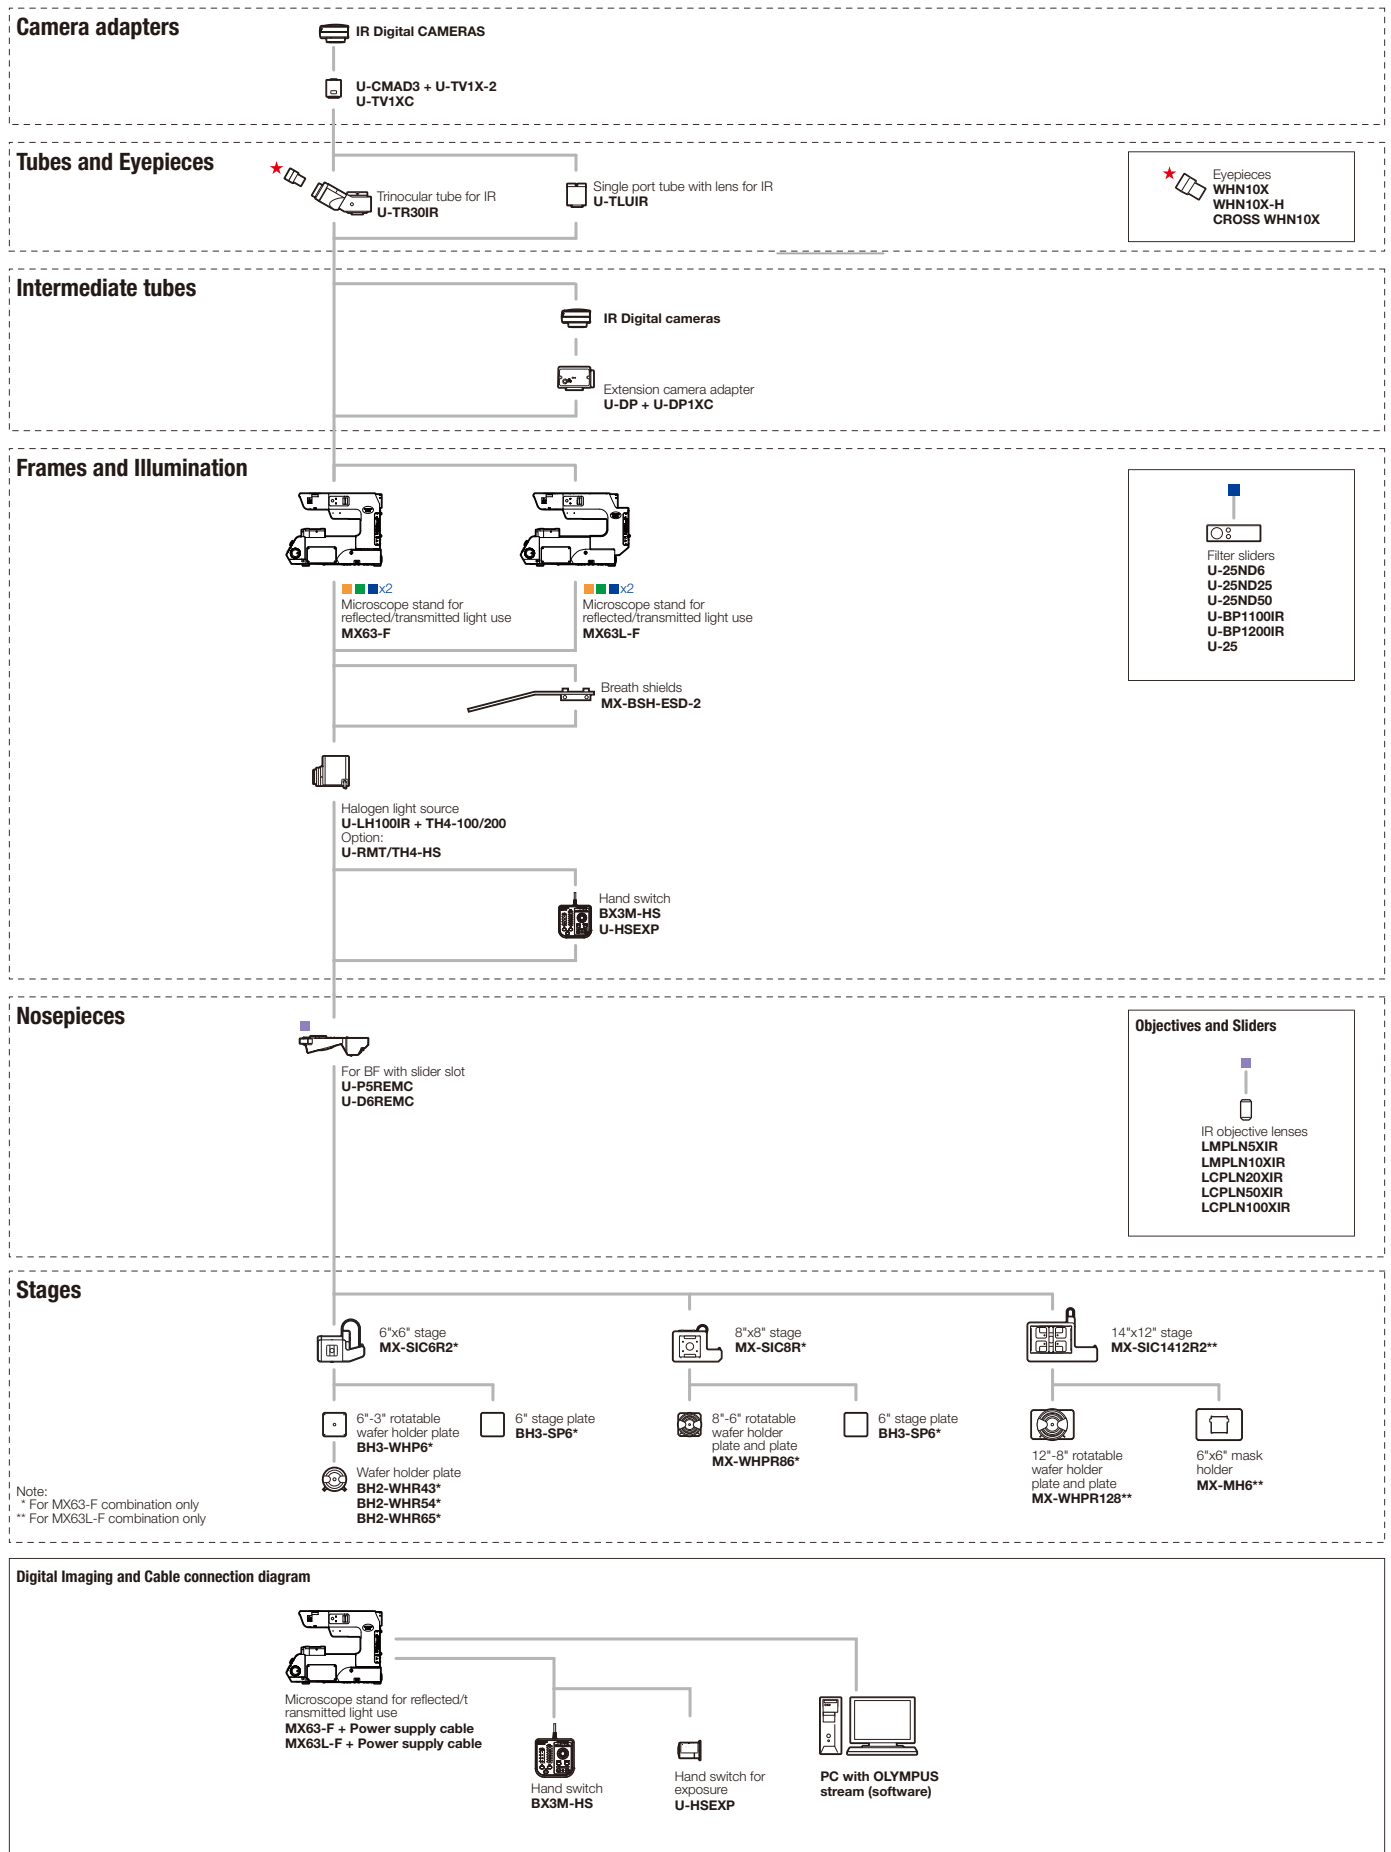 Camera adapters
IR Digital CAMERAS
U-CMAD3 + U-TV1X-2
U-TV1XC
Tubes and Eyepieces
Trinocular tube for IR
U-TR30IR
Single port tube with lens for IR
U-TLUIR
Eyepieces
WHN10X
WHN10X-H
CROSS WHN10X
Intermediate tubes
IR Digital cameras
Extension camera adapter
U-DP + U-DP1XC
Frames and Illumination
x2
Microscope stand for
reflected/transmitted light use
MX63-F
x2
Microscope stand for
reflected/transmitted light use
MX63L-F
Filter sliders
U-25ND6
U-25ND25
U-25ND50
U-BP1100IR
U-BP1200IR
U-25
Breath shields
MX-BSH-ESD-2
Halogen light source
U-LH100IR + TH4-100/200
Option:
U-RMT/TH4-HS
Hand switch
BX3M-HS
U-HSEXP
Nosepieces
For BF with slider slot
U-P5REMC
U-D6REMC
Objectives and Sliders
IR objective lenses
LMPLN5XIR
LMPLN10XIR
LCPLN20XIR
LCPLN50XIR
LCPLN100XIR
Stages
6"x6" stage
MX-SIC6R2*
8"x8" stage
MX-SIC8R*
14"x12" stage
MX-SIC1412R2**
6"-3" rotatable
wafer holder plate
BH3-WHP6*
Wafer holder plate
BH2-WHR43*
BH2-WHR54*
BH2-WHR65*
6" stage plate
BH3-SP6*
8"-6" rotatable
wafer holder
plate and plate
MX-WHPR86*
6" stage plate
BH3-SP6*
12"-8" rotatable
wafer holder
plate and plate
MX-WHPR128**
6"x6" mask
holder
MX-MH6**
Note:
* For MX63-F combination only
** For MX63L-F combination only
Digital Imaging and Cable connection diagram
Microscope stand for reflected/t
ransmitted light use
MX63-F + Power supply cable
MX63L-F + Power supply cable
Hand switch
BX3M-HS
Hand switch for
exposure
U-HSEXP
PC with OLYMPUS
stream (software)